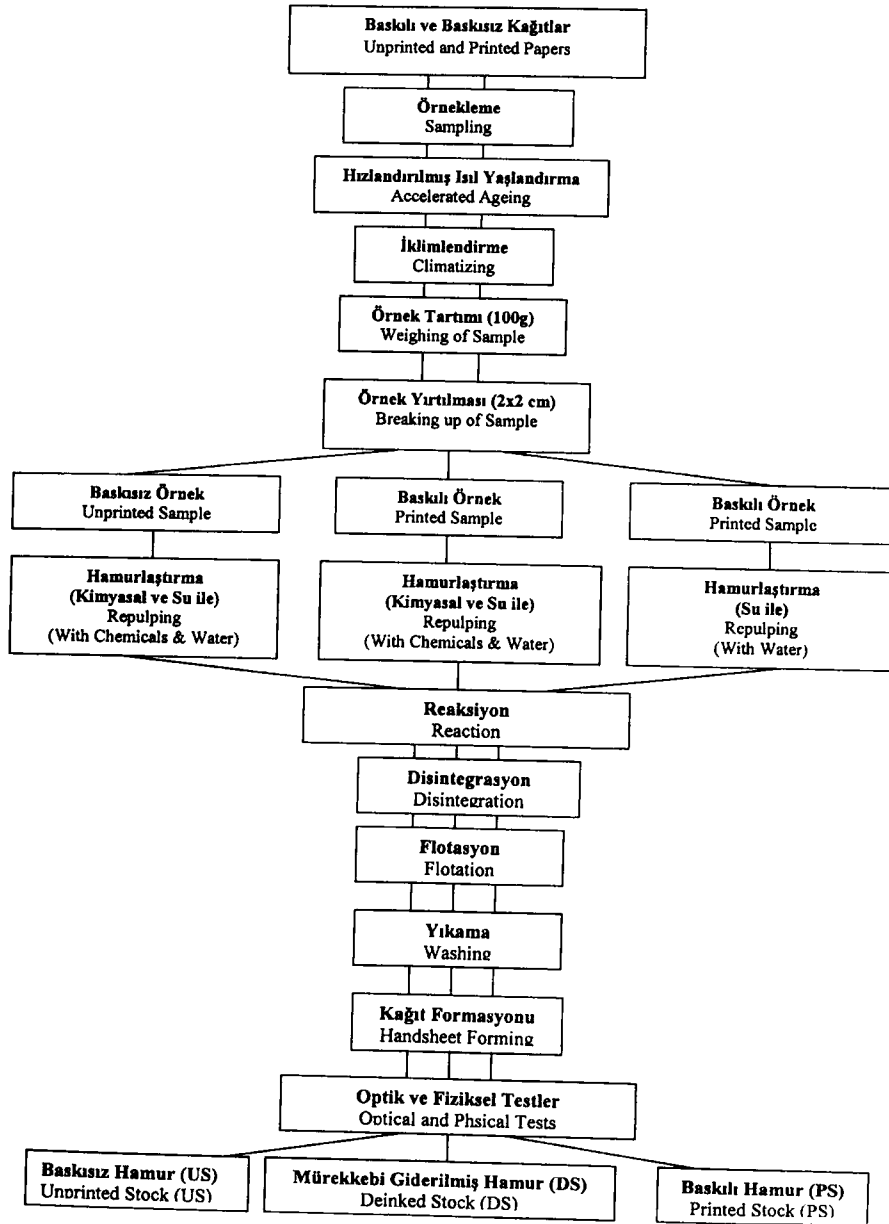 Baskılı ve Baskısız Kağıtlar
Unprinted and Printed Papers
Örnekleme
Sampling
Hızlandırılmış Isıl Yaşlandırma
Accelerated Ageing
İklimlendirme
Climatizing
Örnek Tartımı (100g)
Weighing of Sample
Örnek Yırtılması (2x2 cm)
Breaking up of Sample
Baskısız Örnek
Unprinted Sample
Baskılı Örnek
Printed Sample
Baskılı Örnek
Printed Sample
Hamurlaştırma
(Kimyasal ve Su ile)
Repulping
(With Chemicals & Water)
Hamurlaştırma
(Kimyasal ve Su ile)
Repulping
(With Chemicals & Water)
Hamurlaştırma
(Su ile)
Repulping
(With Water)
Reaksiyon
Reaction
Disintegrasyon
Disintegration
Flotasyon
Flotation
Yıkama
Washing
Kağıt Formasyonu
Handsheet Forming
Optik ve Fiziksel Testler
Optical and Phsical Tests
Baskısız Hamur (US)
Unprinted Stock (US)
Mürekkebi Giderilmiş Hamur (DS)
Deinked Stock (DS)
Baskılı Hamur (PS)
Printed Stock (PS)